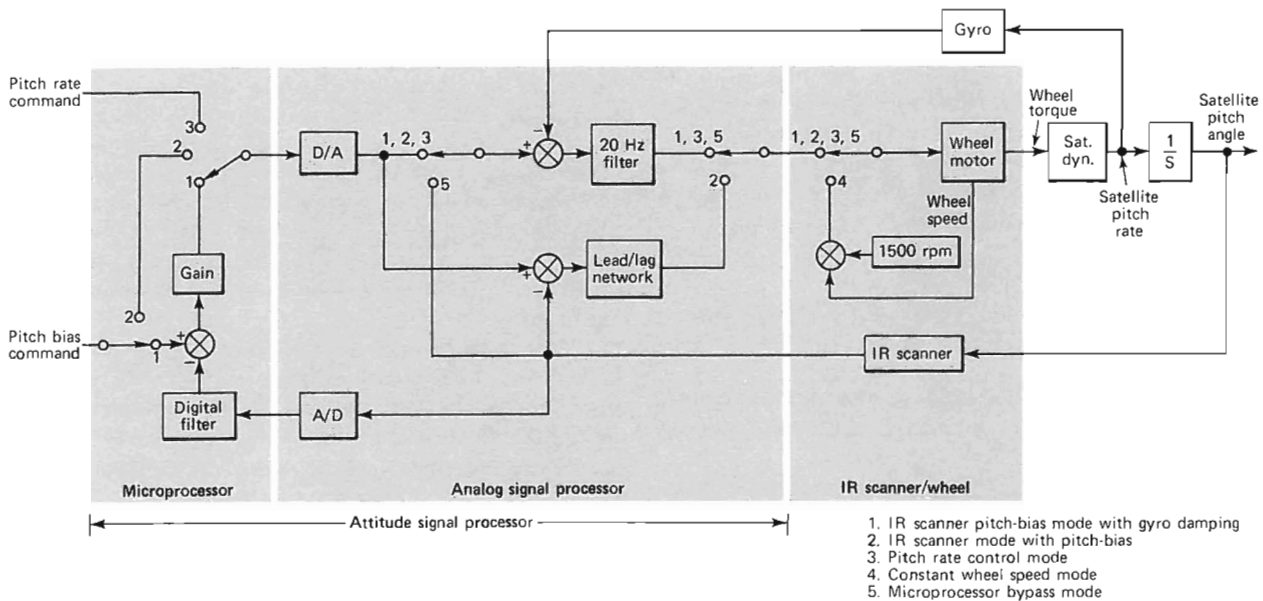 Gyro
Pitch rate
command
Wheel
torque
Satellite
pitch
angle
3
2
1
D/A
1, 2, 3
5
−
+
20 Hz
filter
1, 3, 5
2
1, 2, 3, 5
4
Wheel
motor
Sat.
dyn.
1
S
Satellite
pitch
rate
Wheel
speed
1500 rpm
Gain
+
−
Lead/lag
network
2
Pitch bias
command
1
+
−
IR scanner
Digital
filter
A/D
Microprocessor
Analog signal processor
IR scanner/wheel
Attitude signal processor
1. IR scanner pitch-bias mode with gyro damping
2. IR scanner mode with pitch-bias
3. Pitch rate control mode
4. Constant wheel speed mode
5. Microprocessor bypass mode